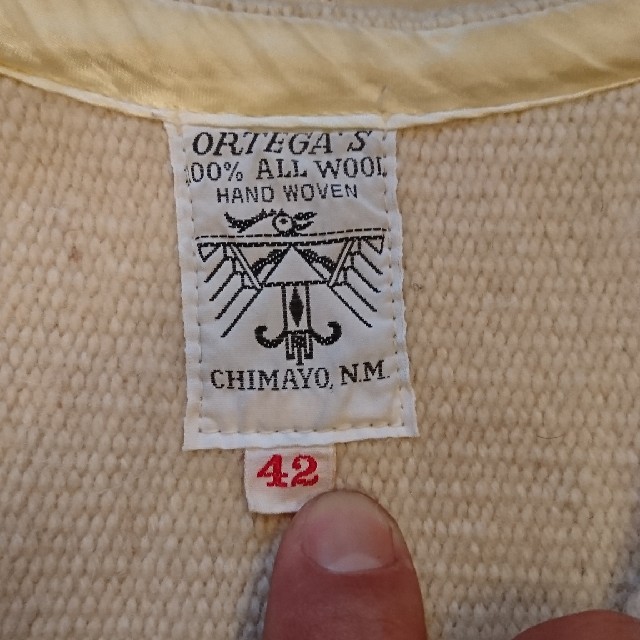 ORTEGA'S
100% ALL WOOL
HAND WOVEN
CHIMAYO, N.M.
42